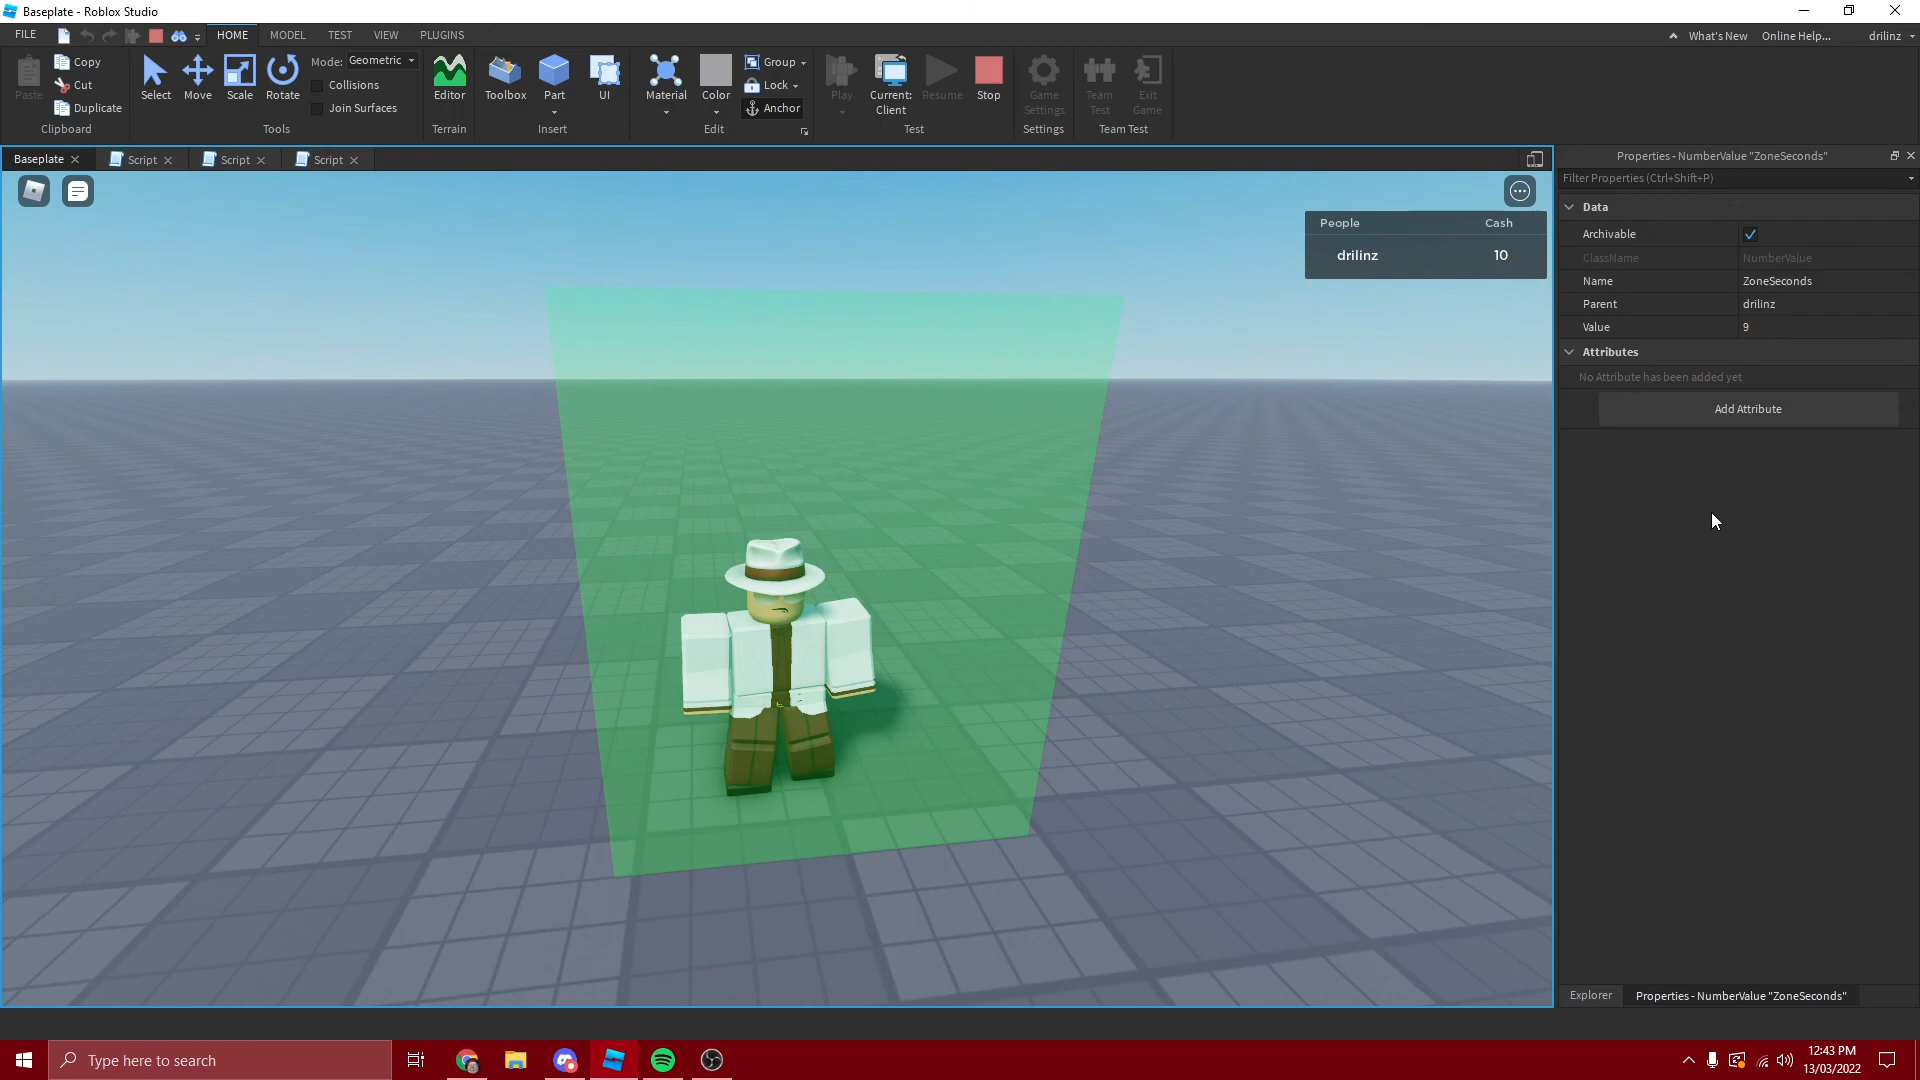 Baseplate - Roblox Studio
FILE HOME MODEL TEST VIEW PLUGINS What's New Online Help... drilinz
Paste Copy Cut Duplicate
Select Move Scale Rotate
Mode: Geometric
Collisions
Join Surfaces
Editor Toolbox Part UI Material Color
Group
Lock
Anchor
Play Current: Client Resume Stop Game Settings Team Test Exit Game
Clipboard Tools Terrain Insert Edit Test Settings Team Test
Baseplate Script Script Script
Properties - NumberValue "ZoneSeconds"
Filter Properties (Ctrl+Shift+P)
People Cash
drilinz 10
Data
Archivable
ClassName NumberValue
Name ZoneSeconds
Parent drilinz
Value 9
Attributes
No Attribute has been added yet
Add Attribute
Explorer Properties - NumberValue "ZoneSeconds"
Type here to search
12:43 PM
13/03/2022